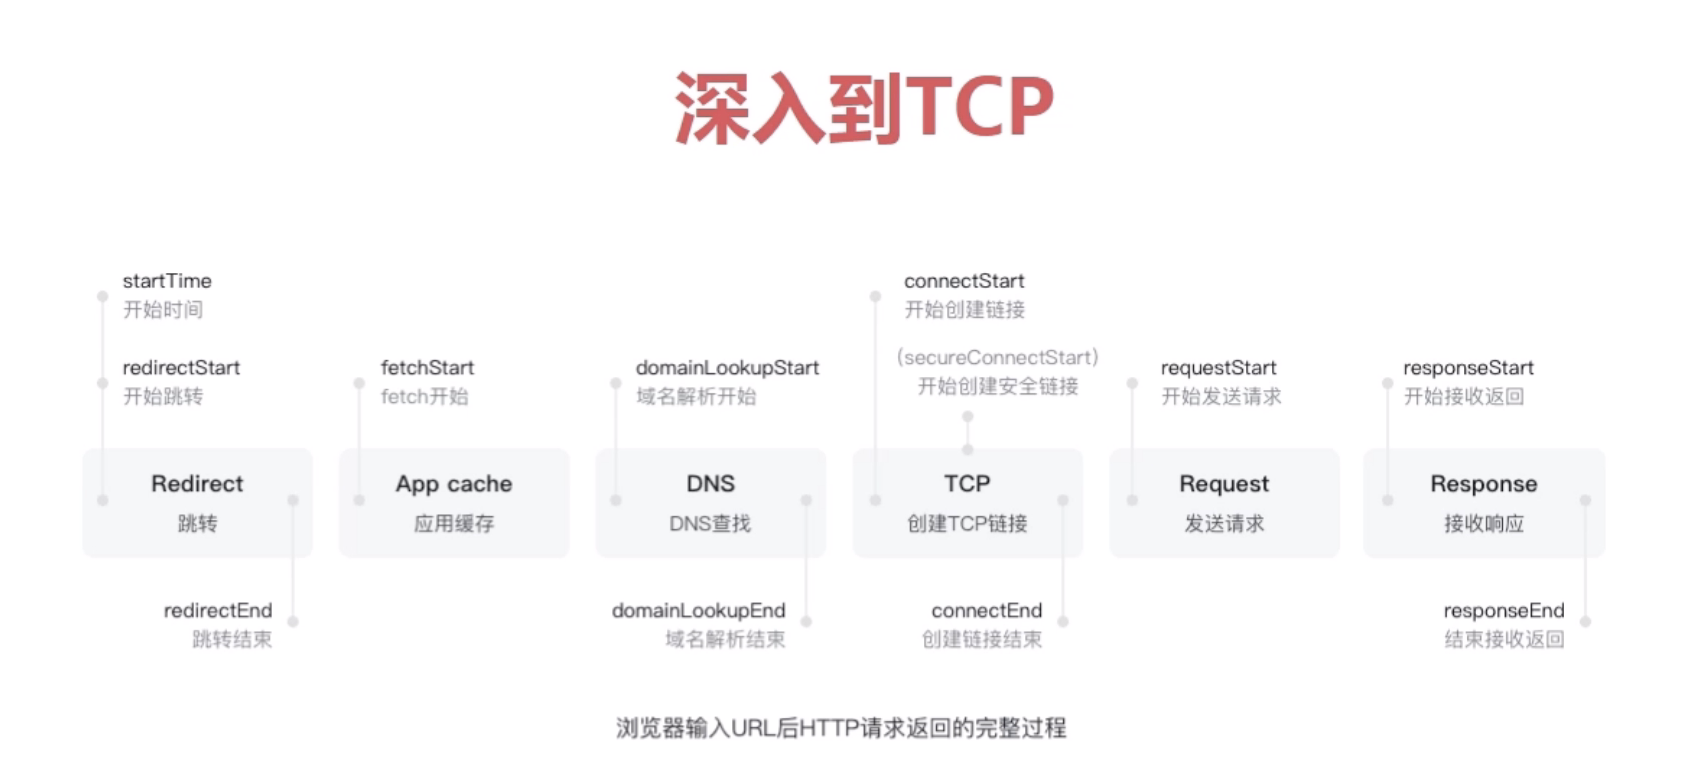 深入到TCP
startTime
开始时间
redirectStart
开始跳转
fetchStart
fetch开始
domainLookupStart
域名解析开始
connectStart
开始创建链接
(secureConnectStart)
开始创建安全链接
requestStart
开始发送请求
responseStart
开始接收返回
Redirect
跳转
App cache
应用缓存
DNS
DNS查找
TCP
创建TCP链接
Request
发送请求
Response
接收响应
redirectEnd
跳转结束
domainLookupEnd
域名解析结束
connectEnd
创建链接结束
responseEnd
结束接收返回
浏览器输入URL后HTTP请求返回的完整过程